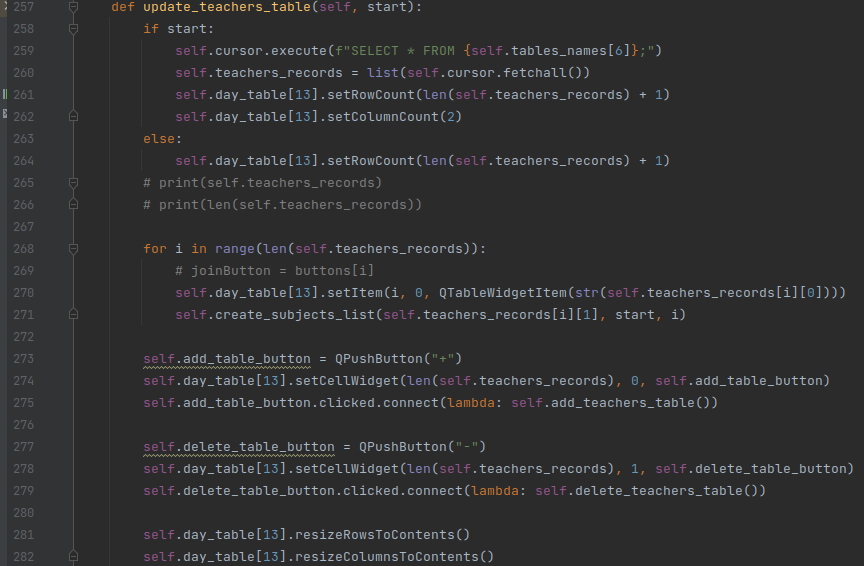 257 def update_teachers_table(self, start):
258 if start:
259 self.cursor.execute(f"SELECT * FROM {self.tables_names[6]};")
260 self.teachers_records = list(self.cursor.fetchall())
261 self.day_table[13].setRowCount(len(self.teachers_records) + 1)
262 self.day_table[13].setColumnCount(2)
263 else:
264 self.day_table[13].setRowCount(len(self.teachers_records) + 1)
265 # print(self.teachers_records)
266 # print(len(self.teachers_records))
267
268 for i in range(len(self.teachers_records)):
269 # joinButton = buttons[i]
270 self.day_table[13].setItem(i, 0, QTableWidgetItem(str(self.teachers_records[i][0])))
271 self.create_subjects_list(self.teachers_records[i][1], start, i)
272
273 self.add_table_button = QPushButton("+")
274 self.day_table[13].setCellWidget(len(self.teachers_records), 0, self.add_table_button)
275 self.add_table_button.clicked.connect(lambda: self.add_teachers_table())
276
277 self.delete_table_button = QPushButton("-")
278 self.day_table[13].setCellWidget(len(self.teachers_records), 1, self.delete_table_button)
279 self.delete_table_button.clicked.connect(lambda: self.delete_teachers_table())
280
281 self.day_table[13].resizeRowsToContents()
282 self.day_table[13].resizeColumnsToContents()